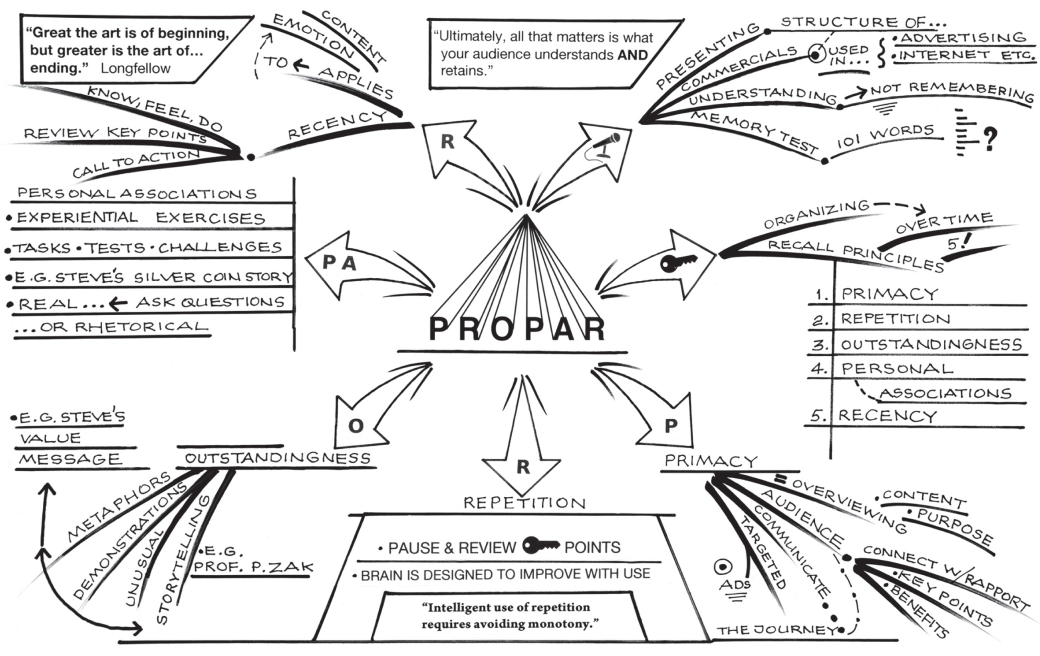 “Great the art is of beginning,
but greater is the art of...
ending.” Longfellow
CONTENT
EMOTION
TO ← APPLIES
RECENCY
KNOW, FEEL, DO
REVIEW KEY POINTS
CALL TO ACTION
R
“Ultimately, all that matters is what
your audience understands AND
retains.”
PRESENTING
STRUCTURE OF...
COMMERCIALS
USED
IN...
• ADVERTISING
• INTERNET ETC.
UNDERSTANDING
→ NOT REMEMBERING
MEMORY TEST
101 WORDS
?
PERSONAL ASSOCIATIONS
• EXPERIENTIAL EXERCISES
• TASKS • TESTS • CHALLENGES
• E.G. STEVE'S SILVER COIN STORY
• REAL... ← ASK QUESTIONS
...OR RHETORICAL
PA
PROPAR
ORGANIZING
OVER TIME
RECALL PRINCIPLES
5!
1. PRIMACY
2. REPETITION
3. OUTSTANDINGNESS
4. PERSONAL
ASSOCIATIONS
5. RECENCY
O
R
P
• E.G. STEVE'S
VALUE
MESSAGE
OUTSTANDINGNESS
METAPHORS
DEMONSTRATIONS
UNUSUAL
STORYTELLING
• E.G.
PROF. P. ZAK
REPETITION
• PAUSE & REVIEW POINTS
• BRAIN IS DESIGNED TO IMPROVE WITH USE
“Intelligent use of repetition
requires avoiding monotony.”
PRIMACY
= OVERVIEWING
• CONTENT
• PURPOSE
AUDIENCE
CONNECT W/RAPPORT
• KEY POINTS
• BENEFITS
COMMUNICATE
TARGETED
ADS
THE JOURNEY